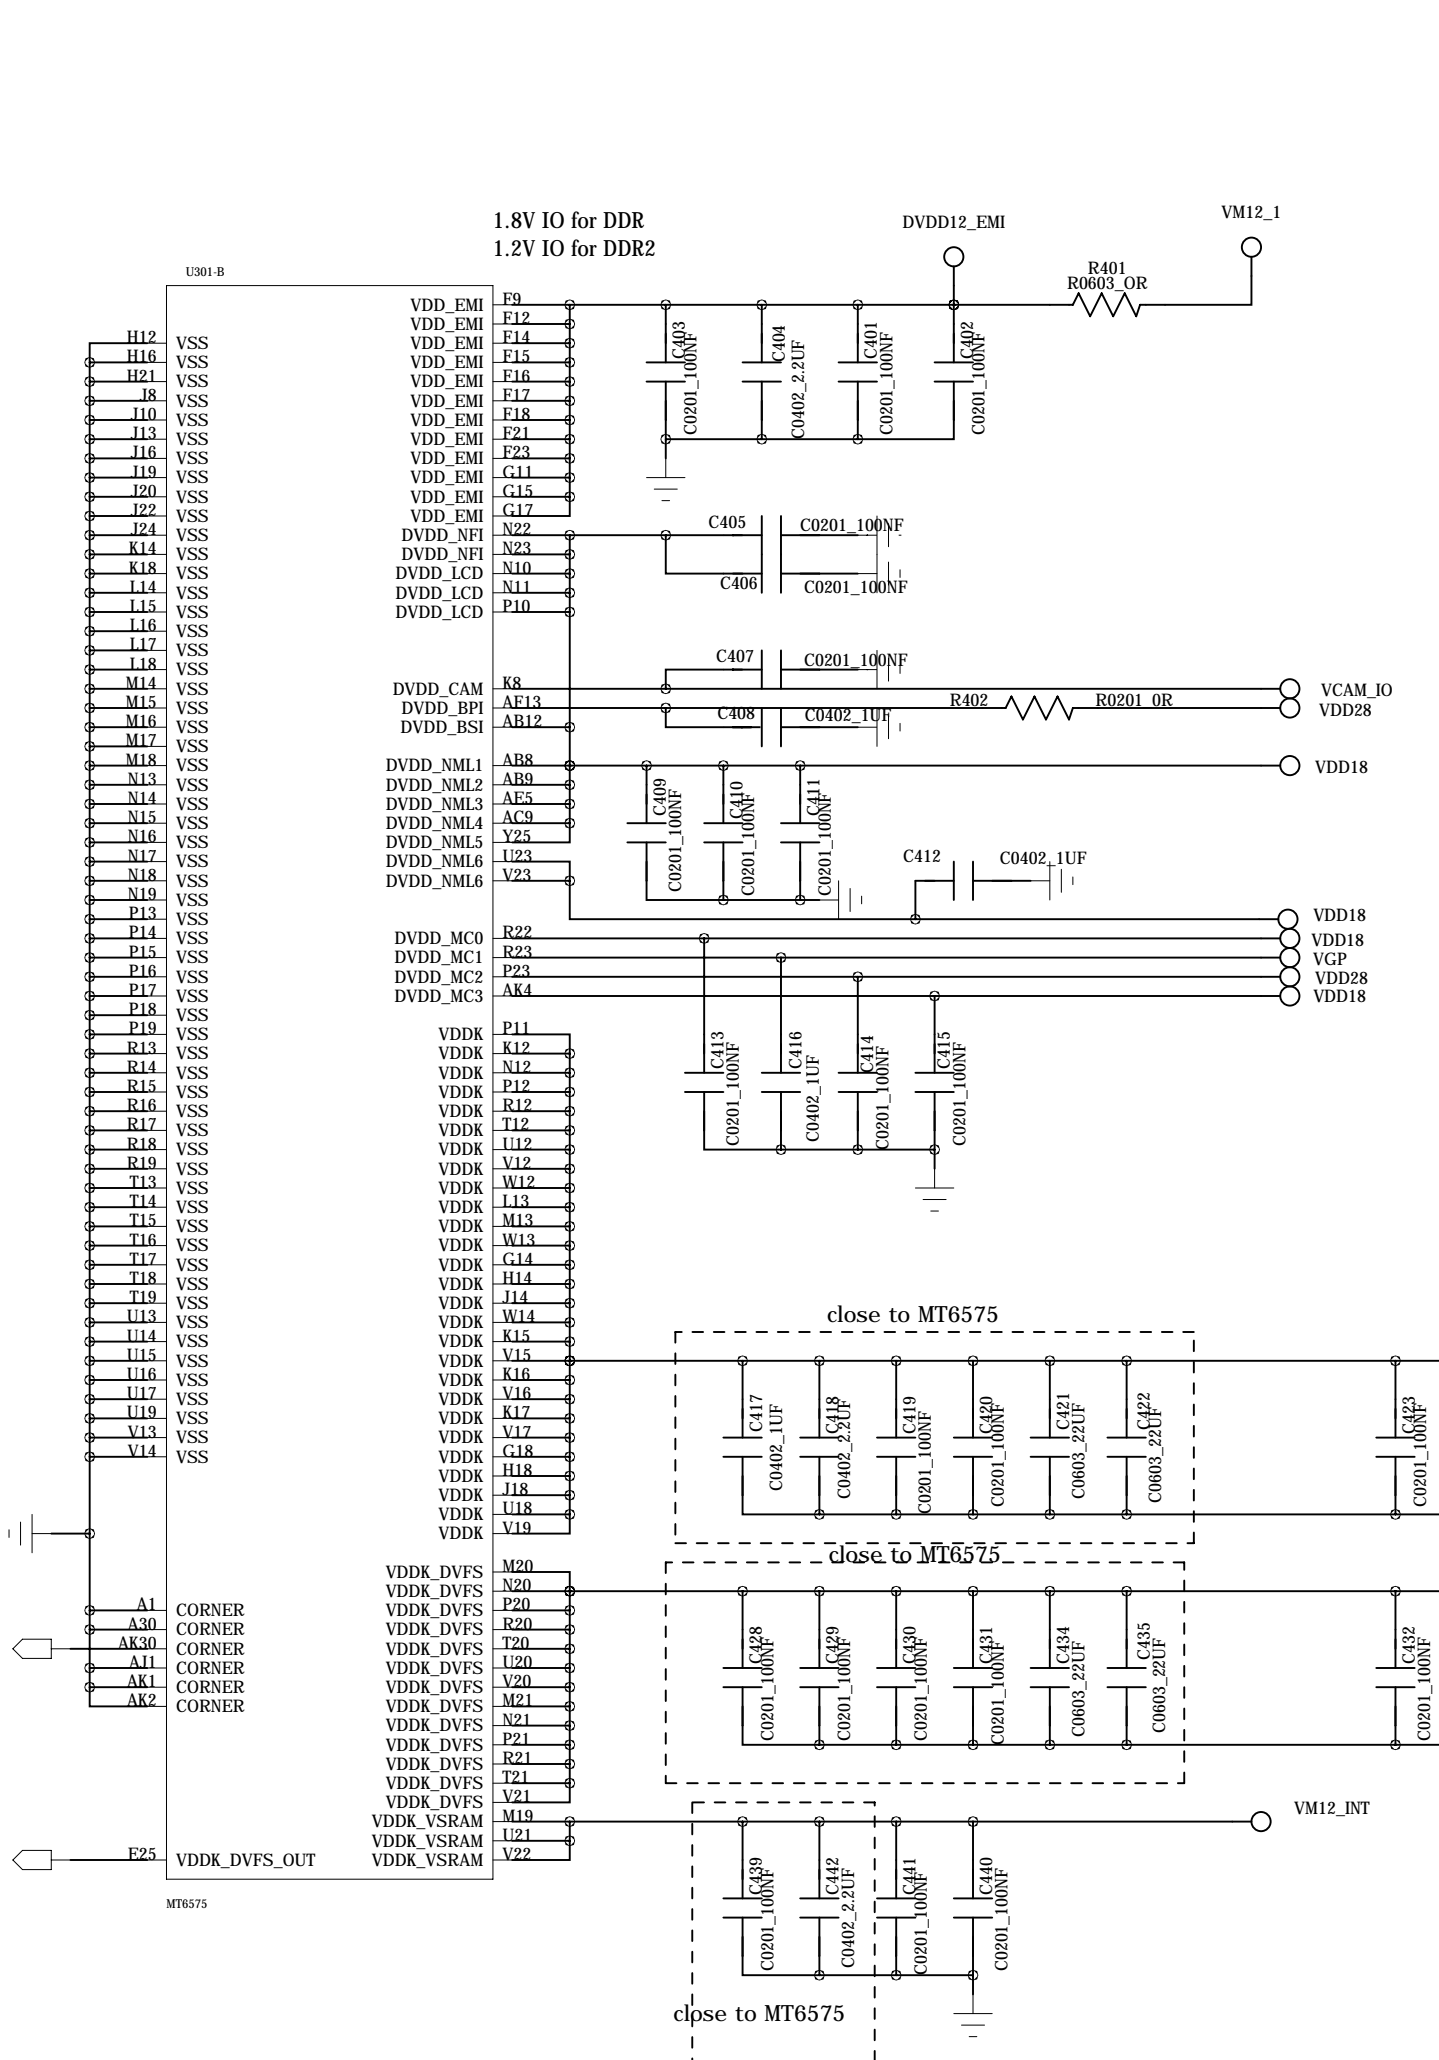 1.8V IO for DDR
1.2V IO for DDR2
DVDD12_EMI
VM12_1
U301-B
R401
R0603_OR
VDD_EMI F9
VDD_EMI F12
H12 VSS VDD_EMI F14
H16 VSS VDD_EMI F15
H21 VSS VDD_EMI F16
J8 VSS VDD_EMI F17
J10 VSS VDD_EMI F18
J13 VSS VDD_EMI F21
J16 VSS VDD_EMI F23
J19 VSS VDD_EMI G11
J20 VSS VDD_EMI G15
J22 VSS VDD_EMI G17
J24 VSS DVDD_NFI N22
K14 VSS DVDD_NFI N23
K18 VSS DVDD_LCD N10
L14 VSS DVDD_LCD N11
L15 VSS DVDD_LCD P10
L16 VSS
L17 VSS
L18 VSS
M14 VSS DVDD_CAM K8
M15 VSS DVDD_BPI AF13
M16 VSS DVDD_BSI AB12
M17 VSS
M18 VSS DVDD_NML1 AB8
N13 VSS DVDD_NML2 AB9
N14 VSS DVDD_NML3 AE5
N15 VSS DVDD_NML4 AC9
N16 VSS DVDD_NML5 Y25
N17 VSS DVDD_NML6 U23
N18 VSS DVDD_NML6 V23
N19 VSS
P13 VSS
P14 VSS DVDD_MC0 R22
P15 VSS DVDD_MC1 R23
P16 VSS DVDD_MC2 P23
P17 VSS DVDD_MC3 AK4
P18 VSS
P19 VSS VDDK P11
R13 VSS VDDK K12
R14 VSS VDDK N12
R15 VSS VDDK P12
R16 VSS VDDK R12
R17 VSS VDDK T12
R18 VSS VDDK U12
R19 VSS VDDK V12
T13 VSS VDDK W12
T14 VSS VDDK L13
T15 VSS VDDK M13
T16 VSS VDDK W13
T17 VSS VDDK G14
T18 VSS VDDK H14
T19 VSS VDDK J14
U13 VSS VDDK W14
U14 VSS VDDK K15
U15 VSS VDDK V15
U16 VSS VDDK K16
U17 VSS VDDK V16
U19 VSS VDDK K17
V13 VSS VDDK V17
V14 VSS VDDK G18
VDDK H18
VDDK J18
VDDK U18
VDDK V19
VDDK_DVFS M20
VDDK_DVFS N20
A1 CORNER VDDK_DVFS P20
A30 CORNER VDDK_DVFS R20
AK30 CORNER VDDK_DVFS T20
AJ1 CORNER VDDK_DVFS U20
AK1 CORNER VDDK_DVFS V20
AK2 CORNER VDDK_DVFS M21
VDDK_DVFS N21
VDDK_DVFS P21
VDDK_DVFS R21
VDDK_DVFS T21
VDDK_DVFS V21
VDDK_VSRAM M19
VDDK_VSRAM U21
E25 VDDK_DVFS_OUT VDDK_VSRAM V22
MT6575
C403
C0201_100NF
C404
C0402_2.2UF
C401
C0201_100NF
C402
C0201_100NF
C405 C0201_100NF
C406 C0201_100NF
C407 C0201_100NF
VCAM_IO
R402 R0201_0R
VDD28
C408 C0402_1UF
VDD18
C409
C0201_100NF
C410
C0201_100NF
C411
C0201_100NF
C412 C0402_1UF
VDD18
VDD18
VGP
VDD28
VDD18
C413
C0201_100NF
C416
C0402_1UF
C414
C0201_100NF
C415
C0201_100NF
close to MT6575
C417
C0402_1UF
C418
C0402_2.2UF
C419
C0201_100NF
C420
C0201_100NF
C421
C0603_22UF
C422
C0603_22UF
C423
C0201_100NF
close to MT6575
C428
C0201_100NF
C429
C0201_100NF
C430
C0201_100NF
C431
C0201_100NF
C434
C0603_22UF
C435
C0603_22UF
C432
C0201_100NF
VM12_INT
C439
C0201_100NF
C442
C0402_2.2UF
C441
C0201_100NF
C440
C0201_100NF
close to MT6575